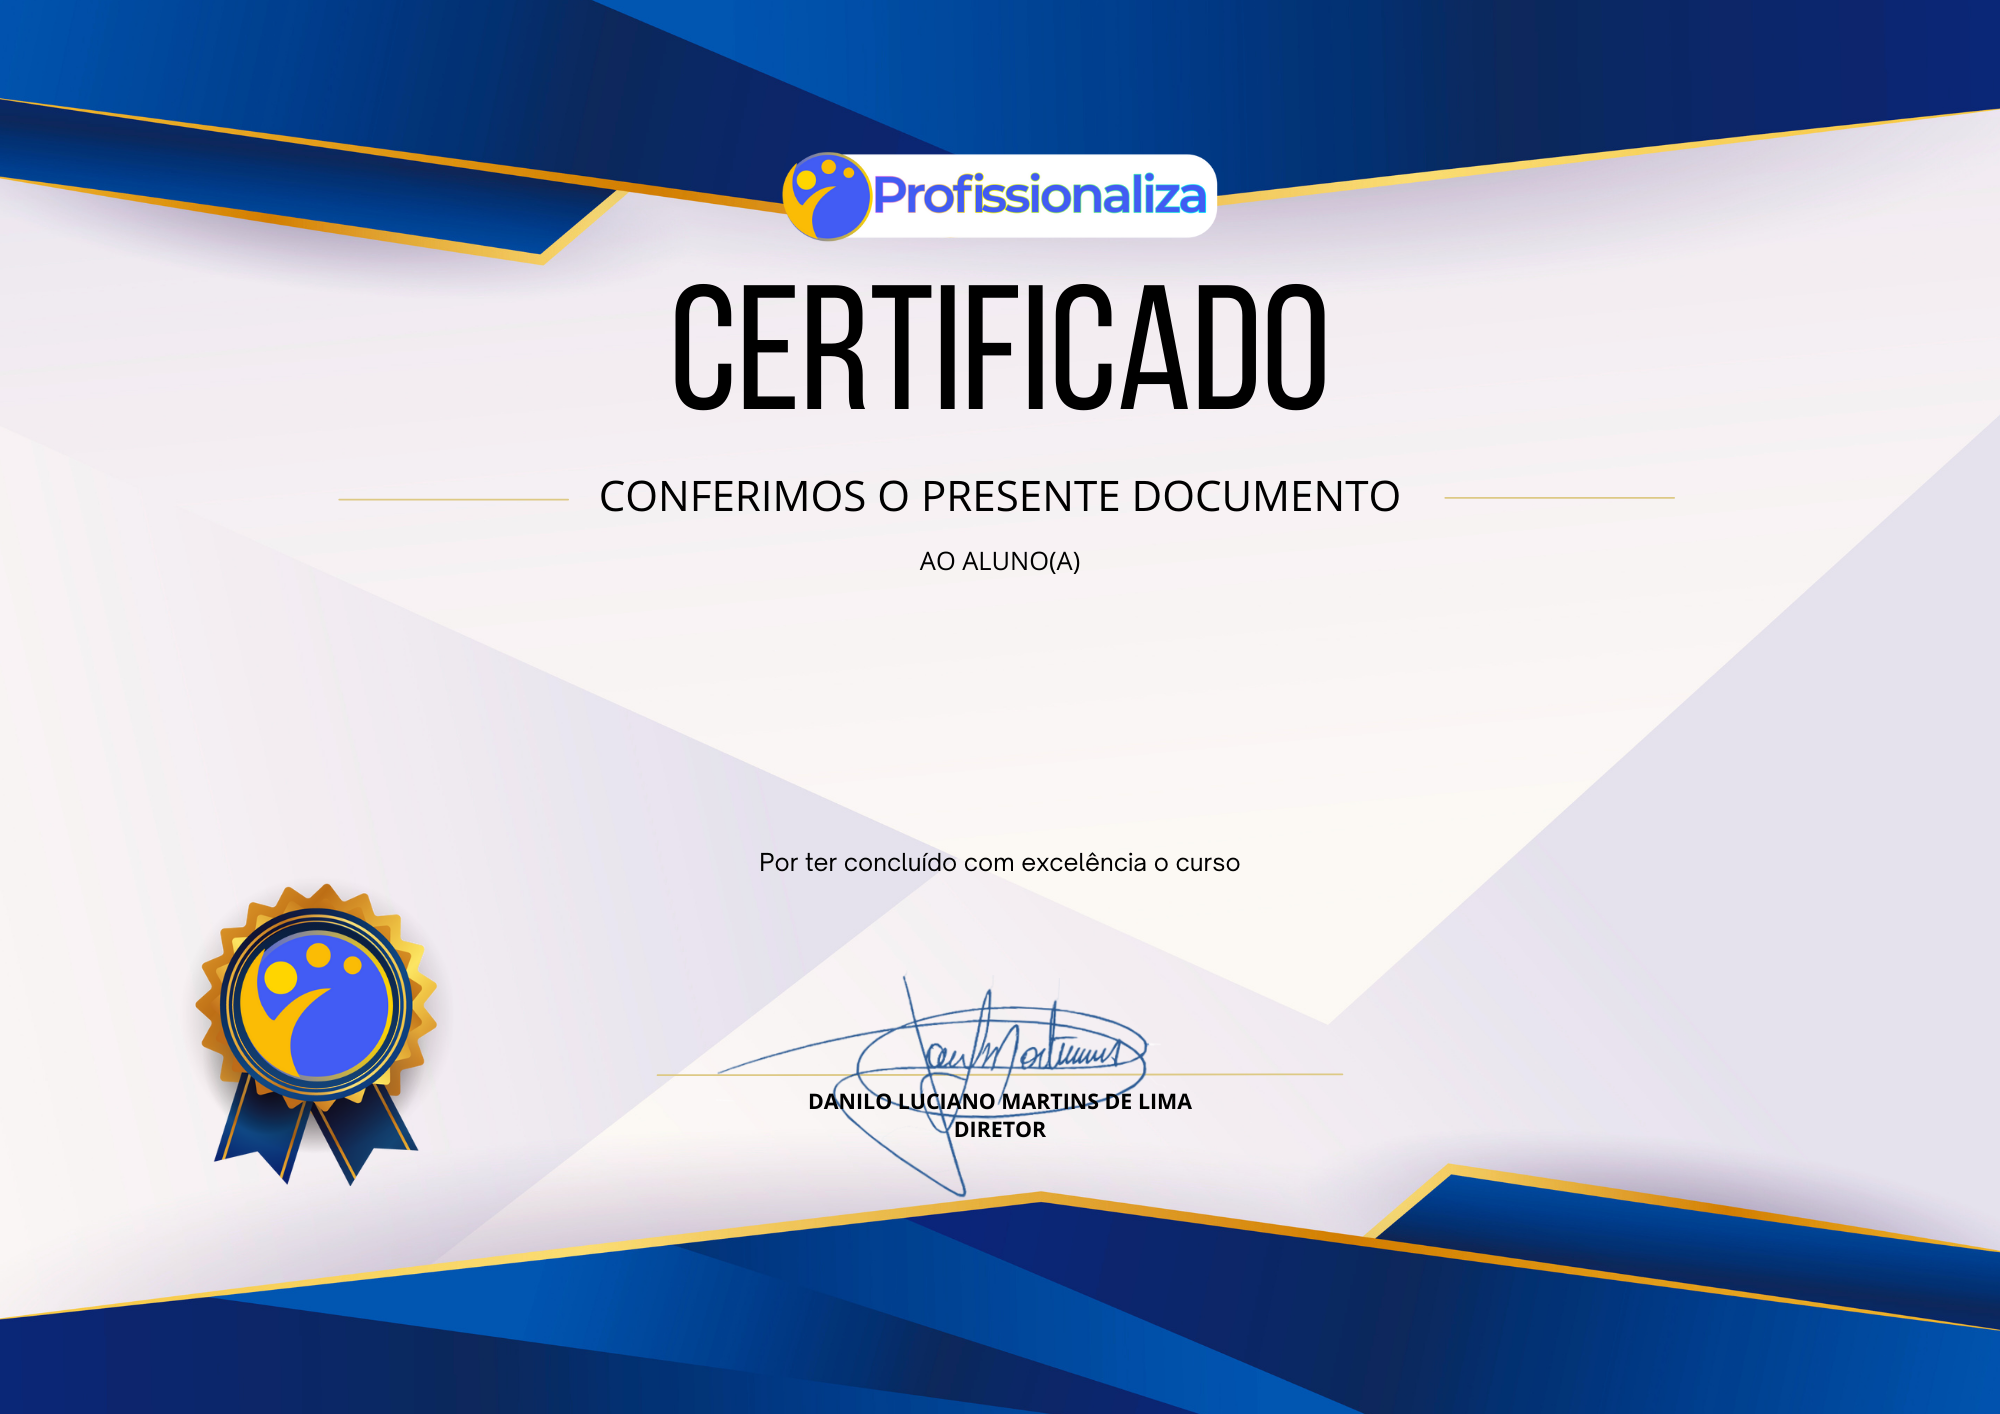 Profissionaliza
CERTIFICADO
CONFERIMOS O PRESENTE DOCUMENTO
AO ALUNO(A)
Por ter concluído com excelência o curso
DANILO LUCIANO MARTINS DE LIMA
DIRETOR